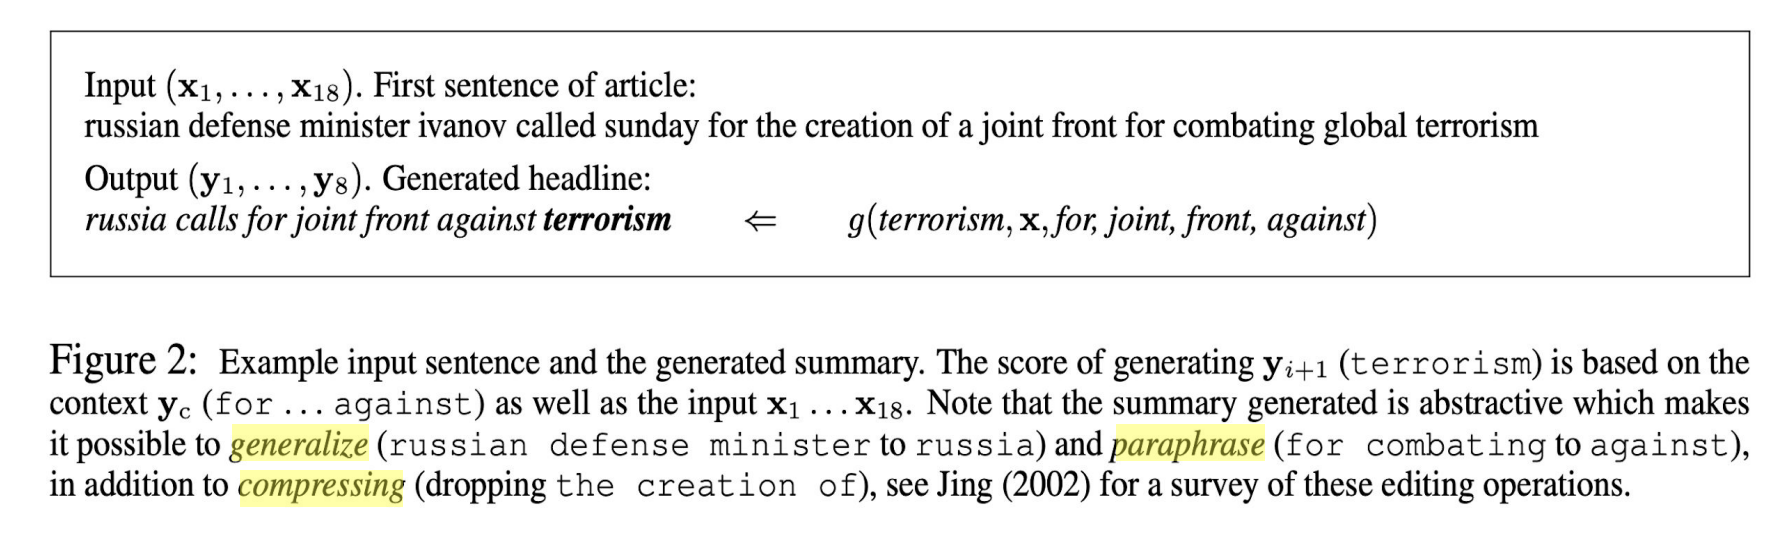 Input (x₁, . . . , x₁₈). First sentence of article:
russian defense minister ivanov called sunday for the creation of a joint front for combating global terrorism
Output (y₁, . . . , y₈). Generated headline:
russia calls for joint front against terrorism ⇐ g(terrorism, x, for, joint, front, against)
Figure 2: Example input sentence and the generated summary. The score of generating yᵢ₊₁ (terrorism) is based on the
context y_c (for ... against) as well as the input x₁ . . . x₁₈. Note that the summary generated is abstractive which makes
it possible to generalize (russian defense minister to russia) and paraphrase (for combating to against),
in addition to compressing (dropping the creation of), see Jing (2002) for a survey of these editing operations.